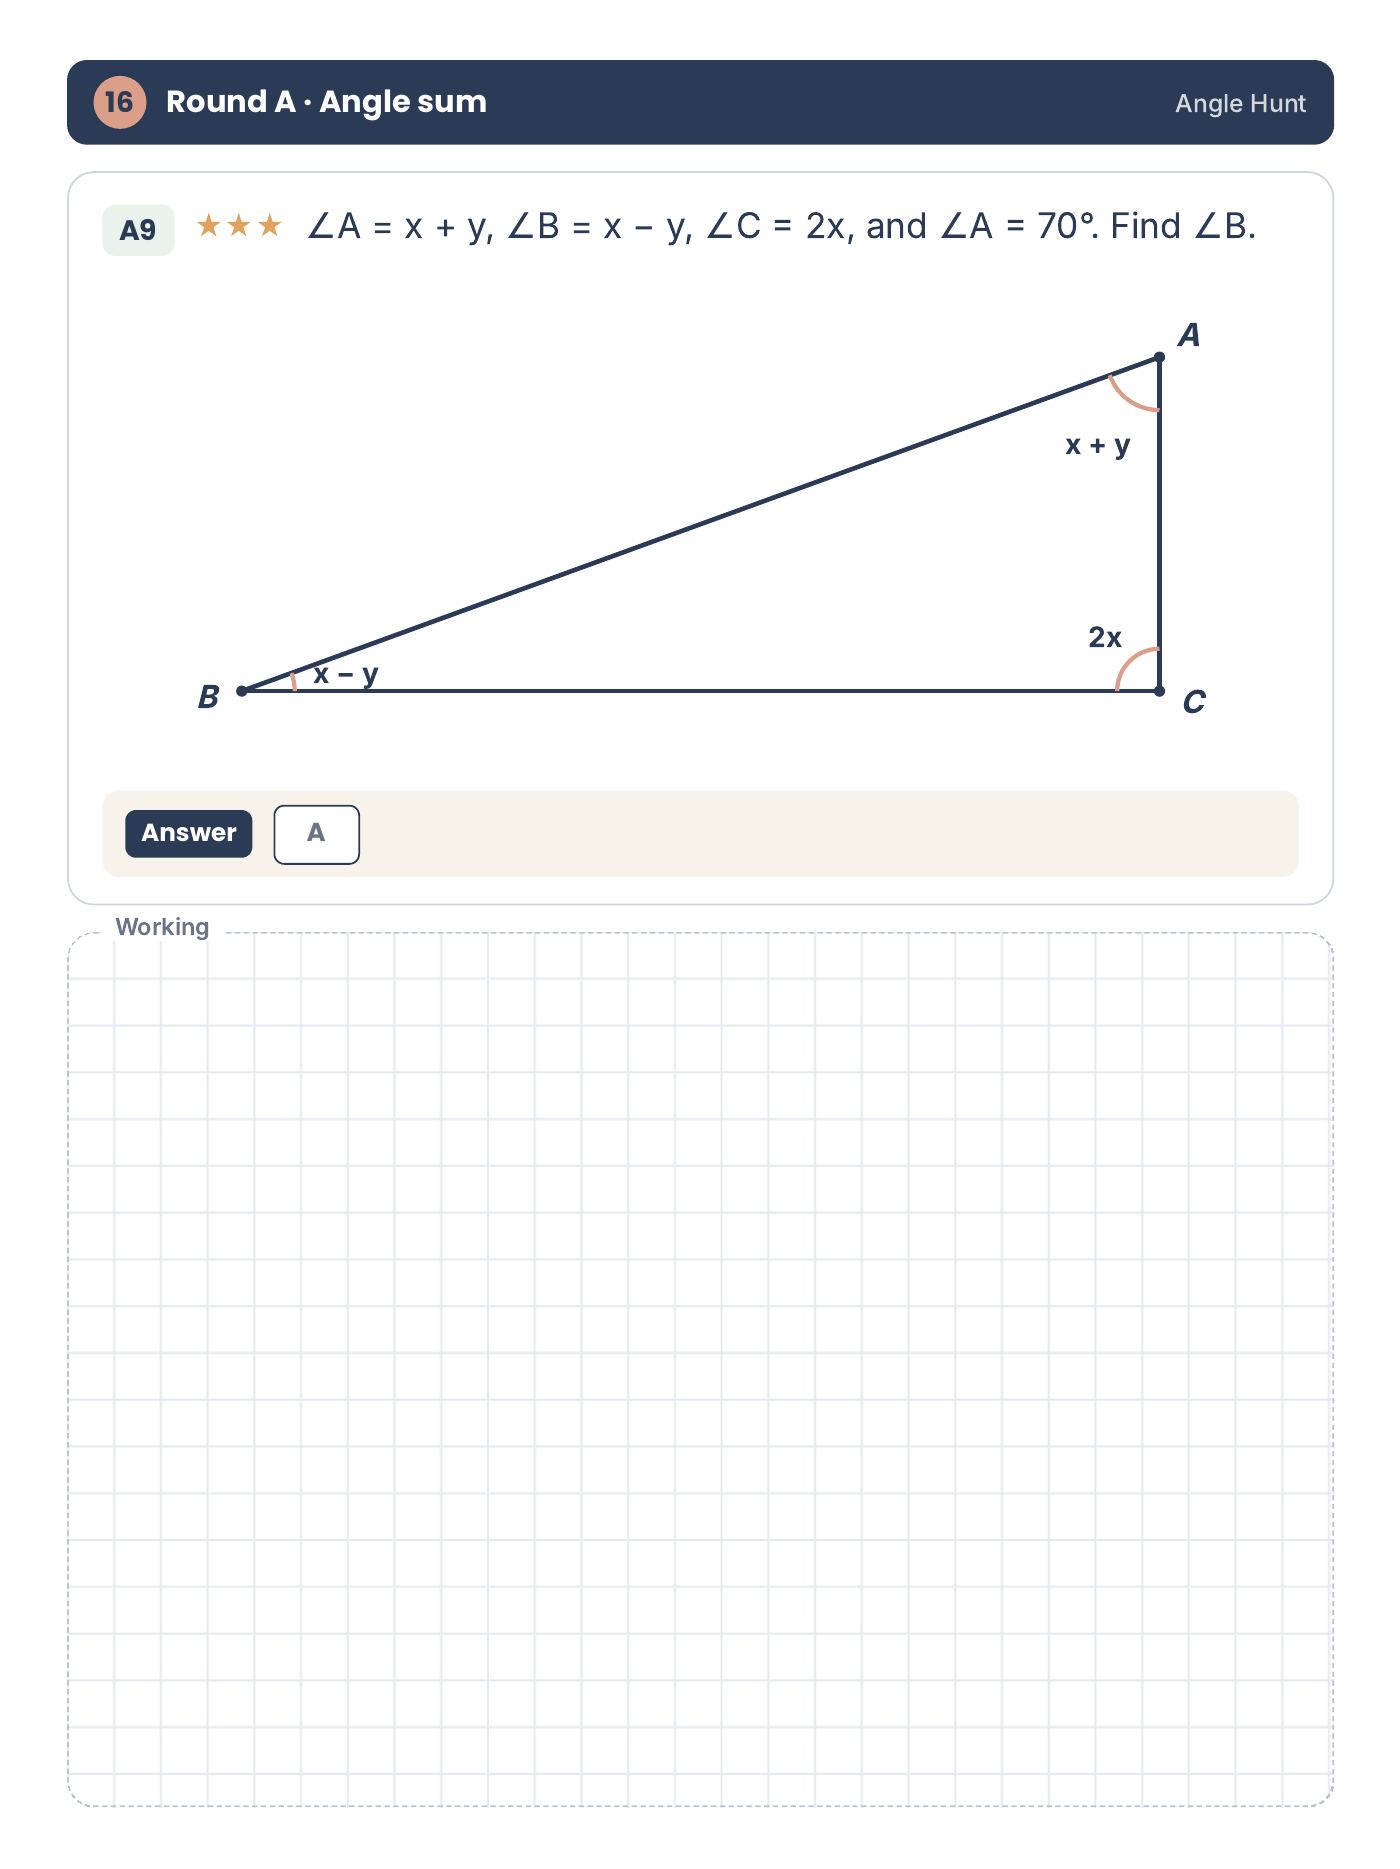 16 Round A · Angle sum Angle Hunt
A9 ★★★ ∠A = x + y, ∠B = x − y, ∠C = 2x, and ∠A = 70°. Find ∠B.
A
x + y
2x
x − y
B
C
Answer A
Working